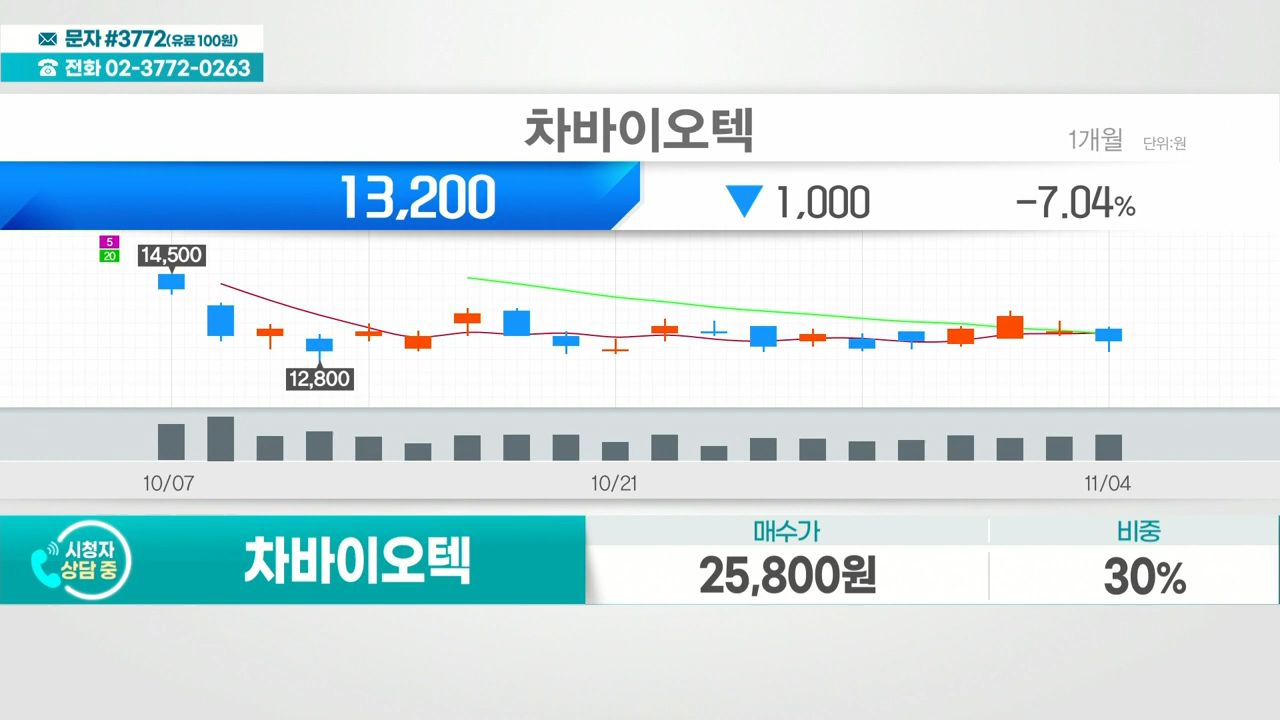 문자 #3772(유료 100원)
전화 02-3772-0263
차바이오텍
1개월 단위:원
13,200 ▼ 1,000 -7.04%
5
20
14,500
12,800
10/07 10/21 11/04
시청자
상담 중
차바이오텍
매수가 비중
25,800원 30%